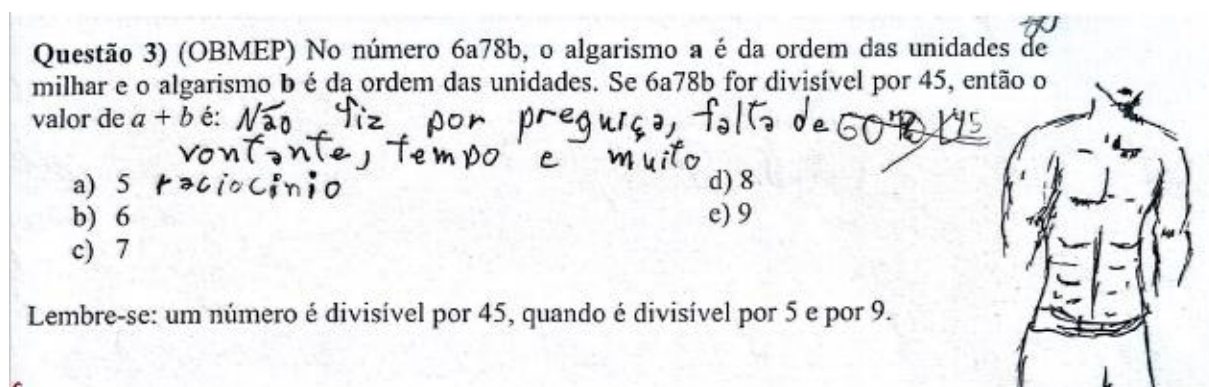 Questão 3) (OBMEP) No número 6a78b, o algarismo a é da ordem das unidades de
milhar e o algarismo b é da ordem das unidades. Se 6a78b for divisível por 45, então o
valor de a + b é: Não fiz por preguiça, falta de
vontante, tempo e muito
raciocínio
a) 5
b) 6
c) 7
d) 8
e) 9
Lembre-se: um número é divisível por 45, quando é divisível por 5 e por 9.